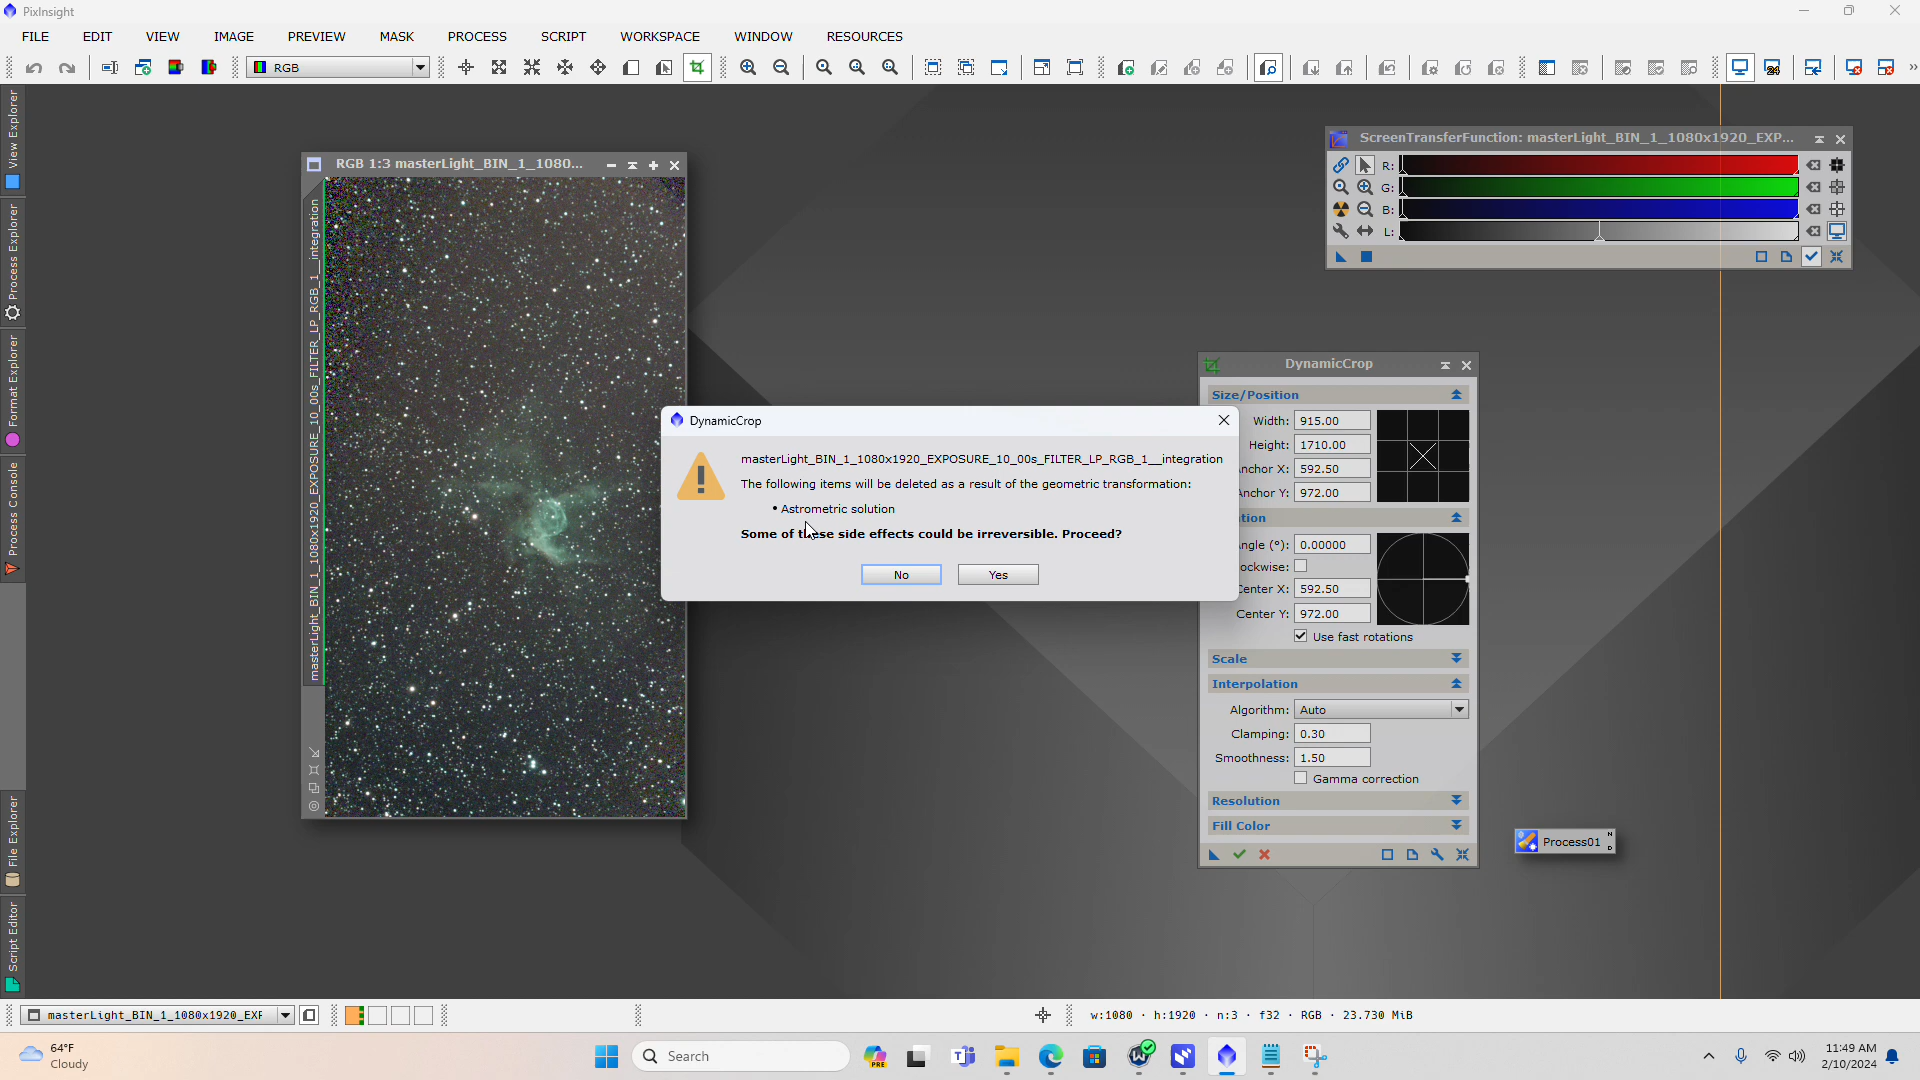 PixInsight
FILE EDIT VIEW IMAGE PREVIEW MASK PROCESS SCRIPT WORKSPACE WINDOW RESOURCES
RGB
24
»
View Explorer
Process Explorer
Format Explorer
Process Console
File Explorer
Script Editor
RGB 1:3 masterLight_BIN_1_1080...
masterLight_BIN_1_1080x1920_EXPOSURE_10_00s_FILTER_LP_RGB_1__integration
ScreenTransferFunction: masterLight_BIN_1_1080x1920_EXP...
R:
G:
B:
L:
DynamicCrop
Size/Position
Width: 915.00
Height: 1710.00
nchor X: 592.50
Anchor Y: 972.00
tion
Angle (°): 0.00000
ockwise:
Center X: 592.50
Center Y: 972.00
Use fast rotations
Scale
Interpolation
Algorithm: Auto
Clamping: 0.30
Smoothness: 1.50
Gamma correction
Resolution
Fill Color
DynamicCrop
masterLight_BIN_1_1080x1920_EXPOSURE_10_00s_FILTER_LP_RGB_1__integration
The following items will be deleted as a result of the geometric transformation:
• Astrometric solution
Some of these side effects could be irreversible. Proceed?
No Yes
Process01
N
D
masterLight_BIN_1_1080x1920_EXF
w:1080 · h:1920 · n:3 · f32 · RGB · 23.730 MiB
64°F
Cloudy
Search
PRE
11:49 AM
2/10/2024